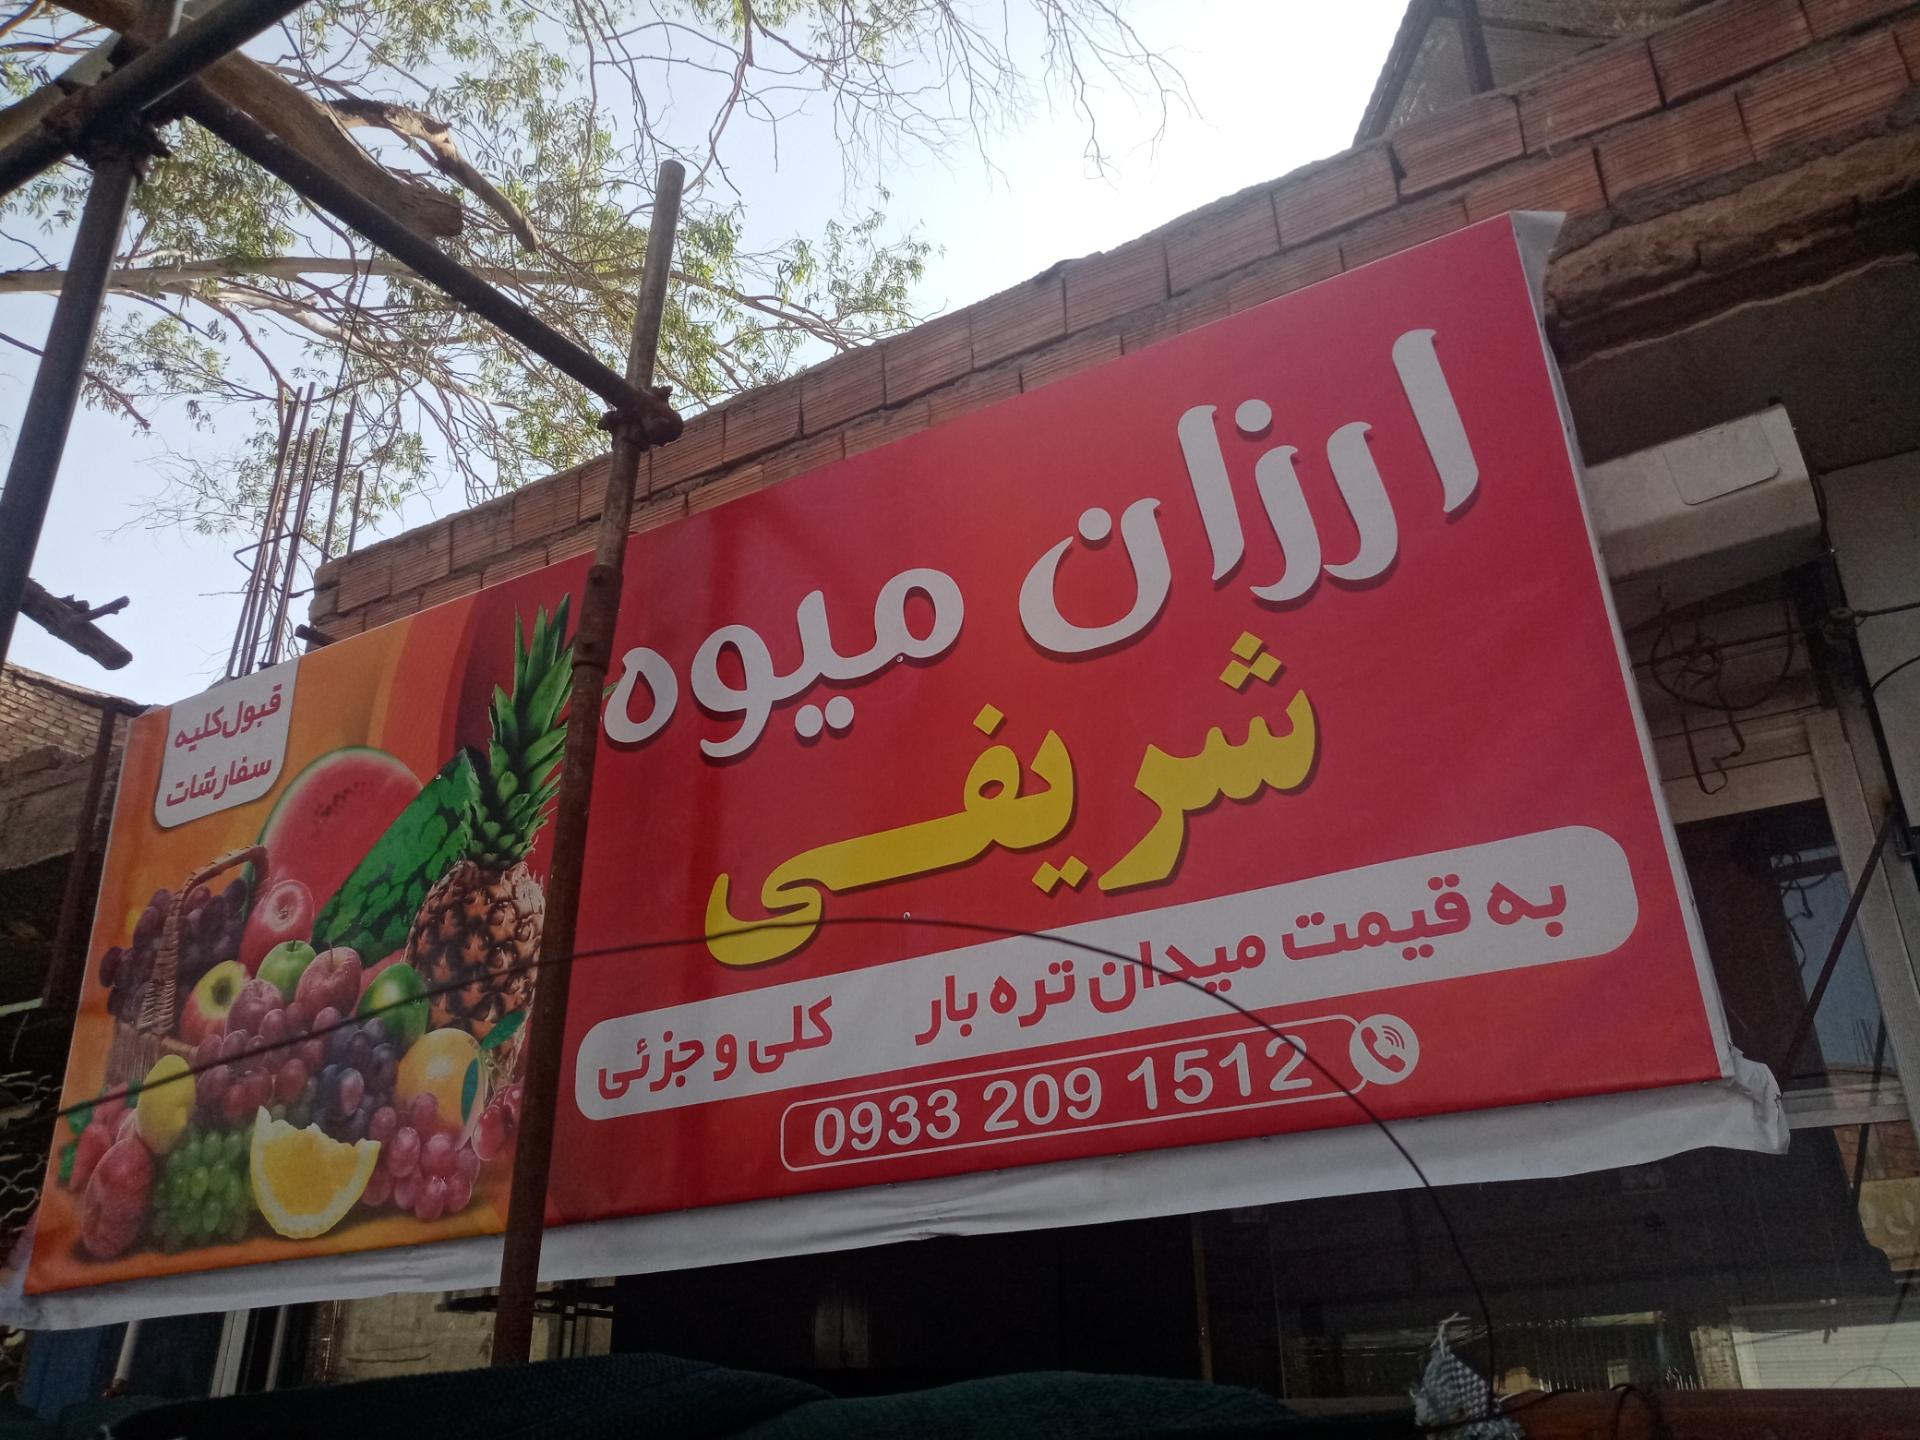 ارزان میوه
شریفی
به قیمت میدان تره بار کلی و جزئی
0933 209 1512
قبول کلیه
سفارشات